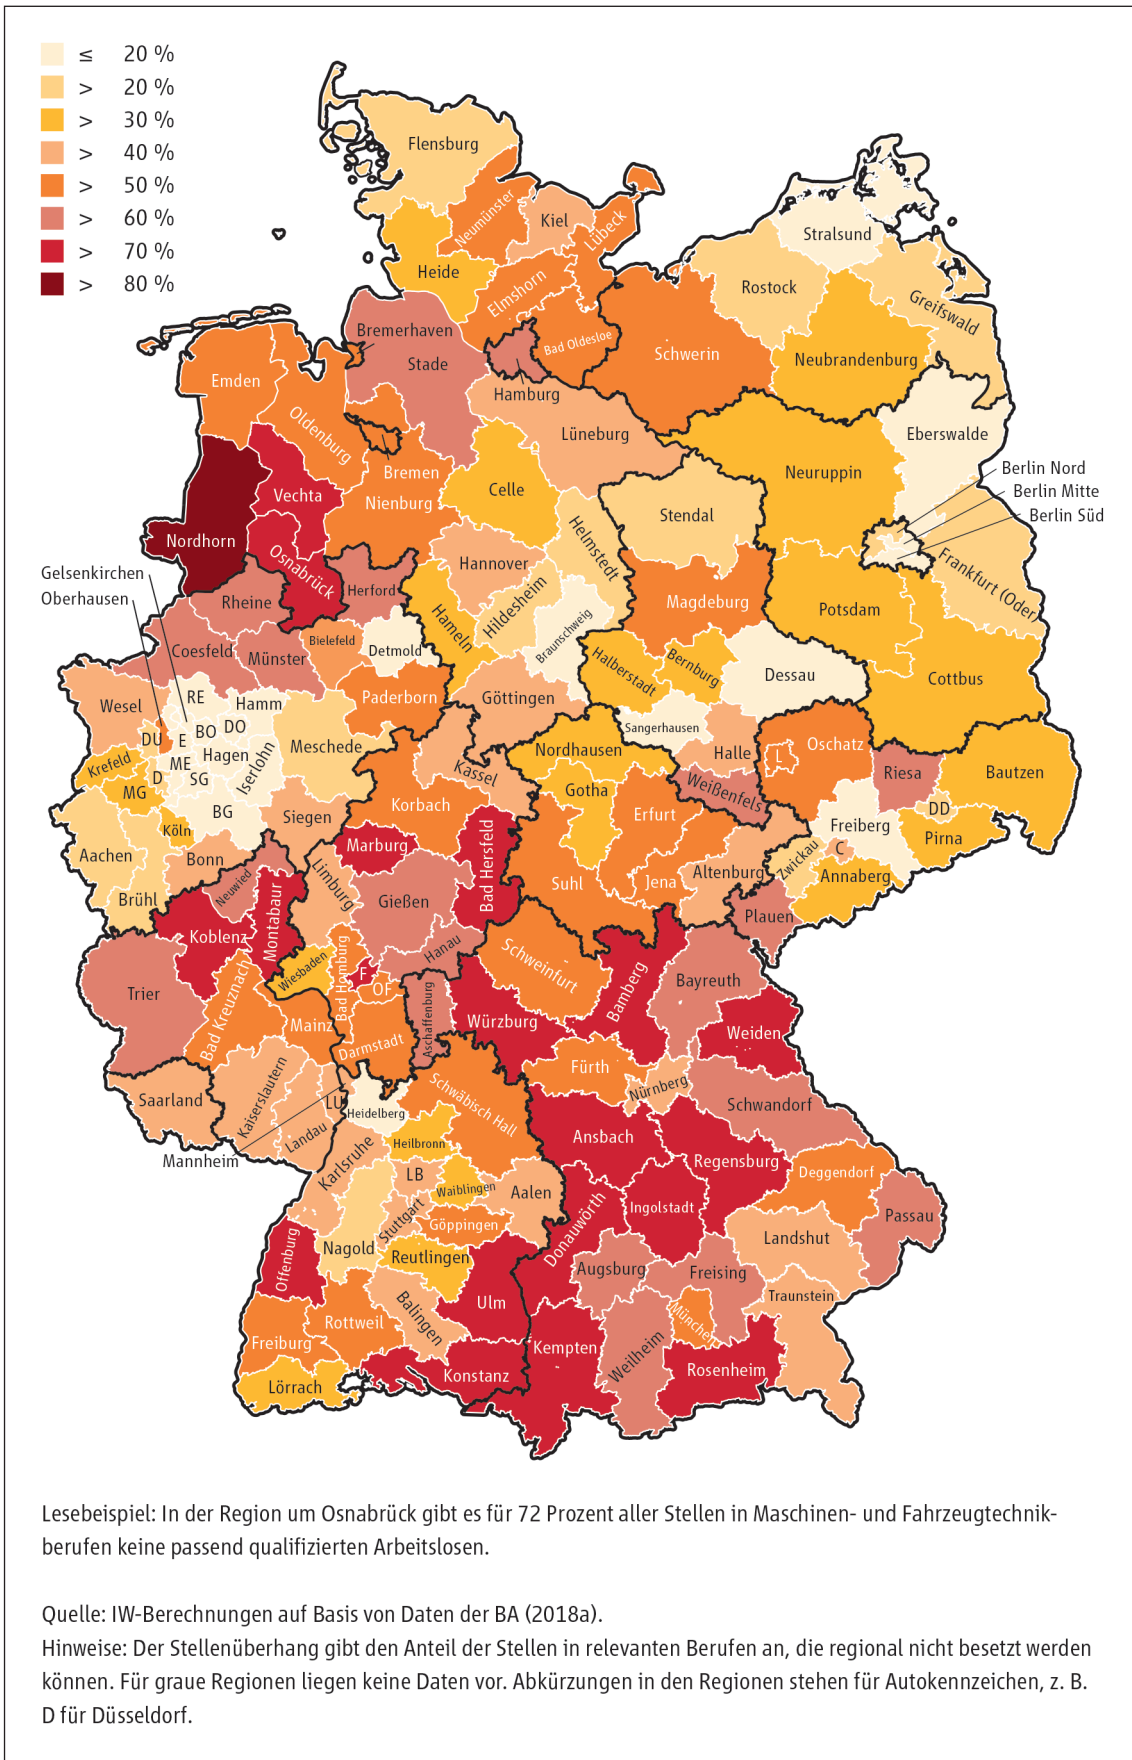 ≤ 20 %
> 20 %
> 30 %
> 40 %
> 50 %
> 60 %
> 70 %
> 80 %
Flensburg
Neumünster
Kiel
Lübeck
Heide
Elmshorn
Bad Oldesloe
Stralsund
Rostock
Greifswald
Bremerhaven
Stade
Hamburg
Schwerin
Neubrandenburg
Emden
Oldenburg
Lüneburg
Eberswalde
Neuruppin
Berlin Nord
Berlin Mitte
Berlin Süd
Bremen
Vechta
Nienburg
Celle
Stendal
Helmstedt
Nordhorn
Osnabrück
Hannover
Frankfurt (Oder)
Gelsenkirchen
Oberhausen
Rheine
Herford
Hameln
Hildesheim
Braunschweig
Magdeburg
Potsdam
Coesfeld
Münster
Bielefeld
Detmold
Halberstadt
Bernburg
Dessau
Cottbus
Wesel
RE
Hamm
Paderborn
Göttingen
Sangerhausen
DU
E
BO
DO
Meschede
Nordhausen
Halle
L
Oschatz
Krefeld
ME
Hagen
Iserlohn
Kassel
Weißenfels
Riesa
Bautzen
D
SG
MG
Gotha
DD
BG
Siegen
Korbach
Erfurt
Freiberg
Pirna
Köln
Marburg
Bad Hersfeld
Aachen
Bonn
Limburg
Zwickau
C
Annaberg
Brühl
Neuwied
Gießen
Suhl
Jena
Altenburg
Plauen
Koblenz
Montabaur
Hanau
Wiesbaden
Bad Homburg
F
OF
Schweinfurt
Bamberg
Bayreuth
Trier
Bad Kreuznach
Mainz
Aschaffenburg
Würzburg
Weiden
Darmstadt
Fürth
Nürnberg
Saarland
Kaiserslautern
LU
Heidelberg
Schwäbisch Hall
Schwandorf
Landau
Mannheim
Karlsruhe
Heilbronn
Ansbach
Regensburg
Deggendorf
LB
Waiblingen
Aalen
Ingolstadt
Passau
Stuttgart
Göppingen
Donauwörth
Landshut
Offenburg
Nagold
Reutlingen
Augsburg
Freising
Traunstein
Ulm
Balingen
München
Rottweil
Freiburg
Kempten
Weilheim
Rosenheim
Lörrach
Konstanz
Lesebeispiel: In der Region um Osnabrück gibt es für 72 Prozent aller Stellen in Maschinen- und Fahrzeugtechnik-
berufen keine passend qualifizierten Arbeitslosen.
Quelle: IW-Berechnungen auf Basis von Daten der BA (2018a).
Hinweise: Der Stellenüberhang gibt den Anteil der Stellen in relevanten Berufen an, die regional nicht besetzt werden
können. Für graue Regionen liegen keine Daten vor. Abkürzungen in den Regionen stehen für Autokennzeichen, z. B.
D für Düsseldorf.